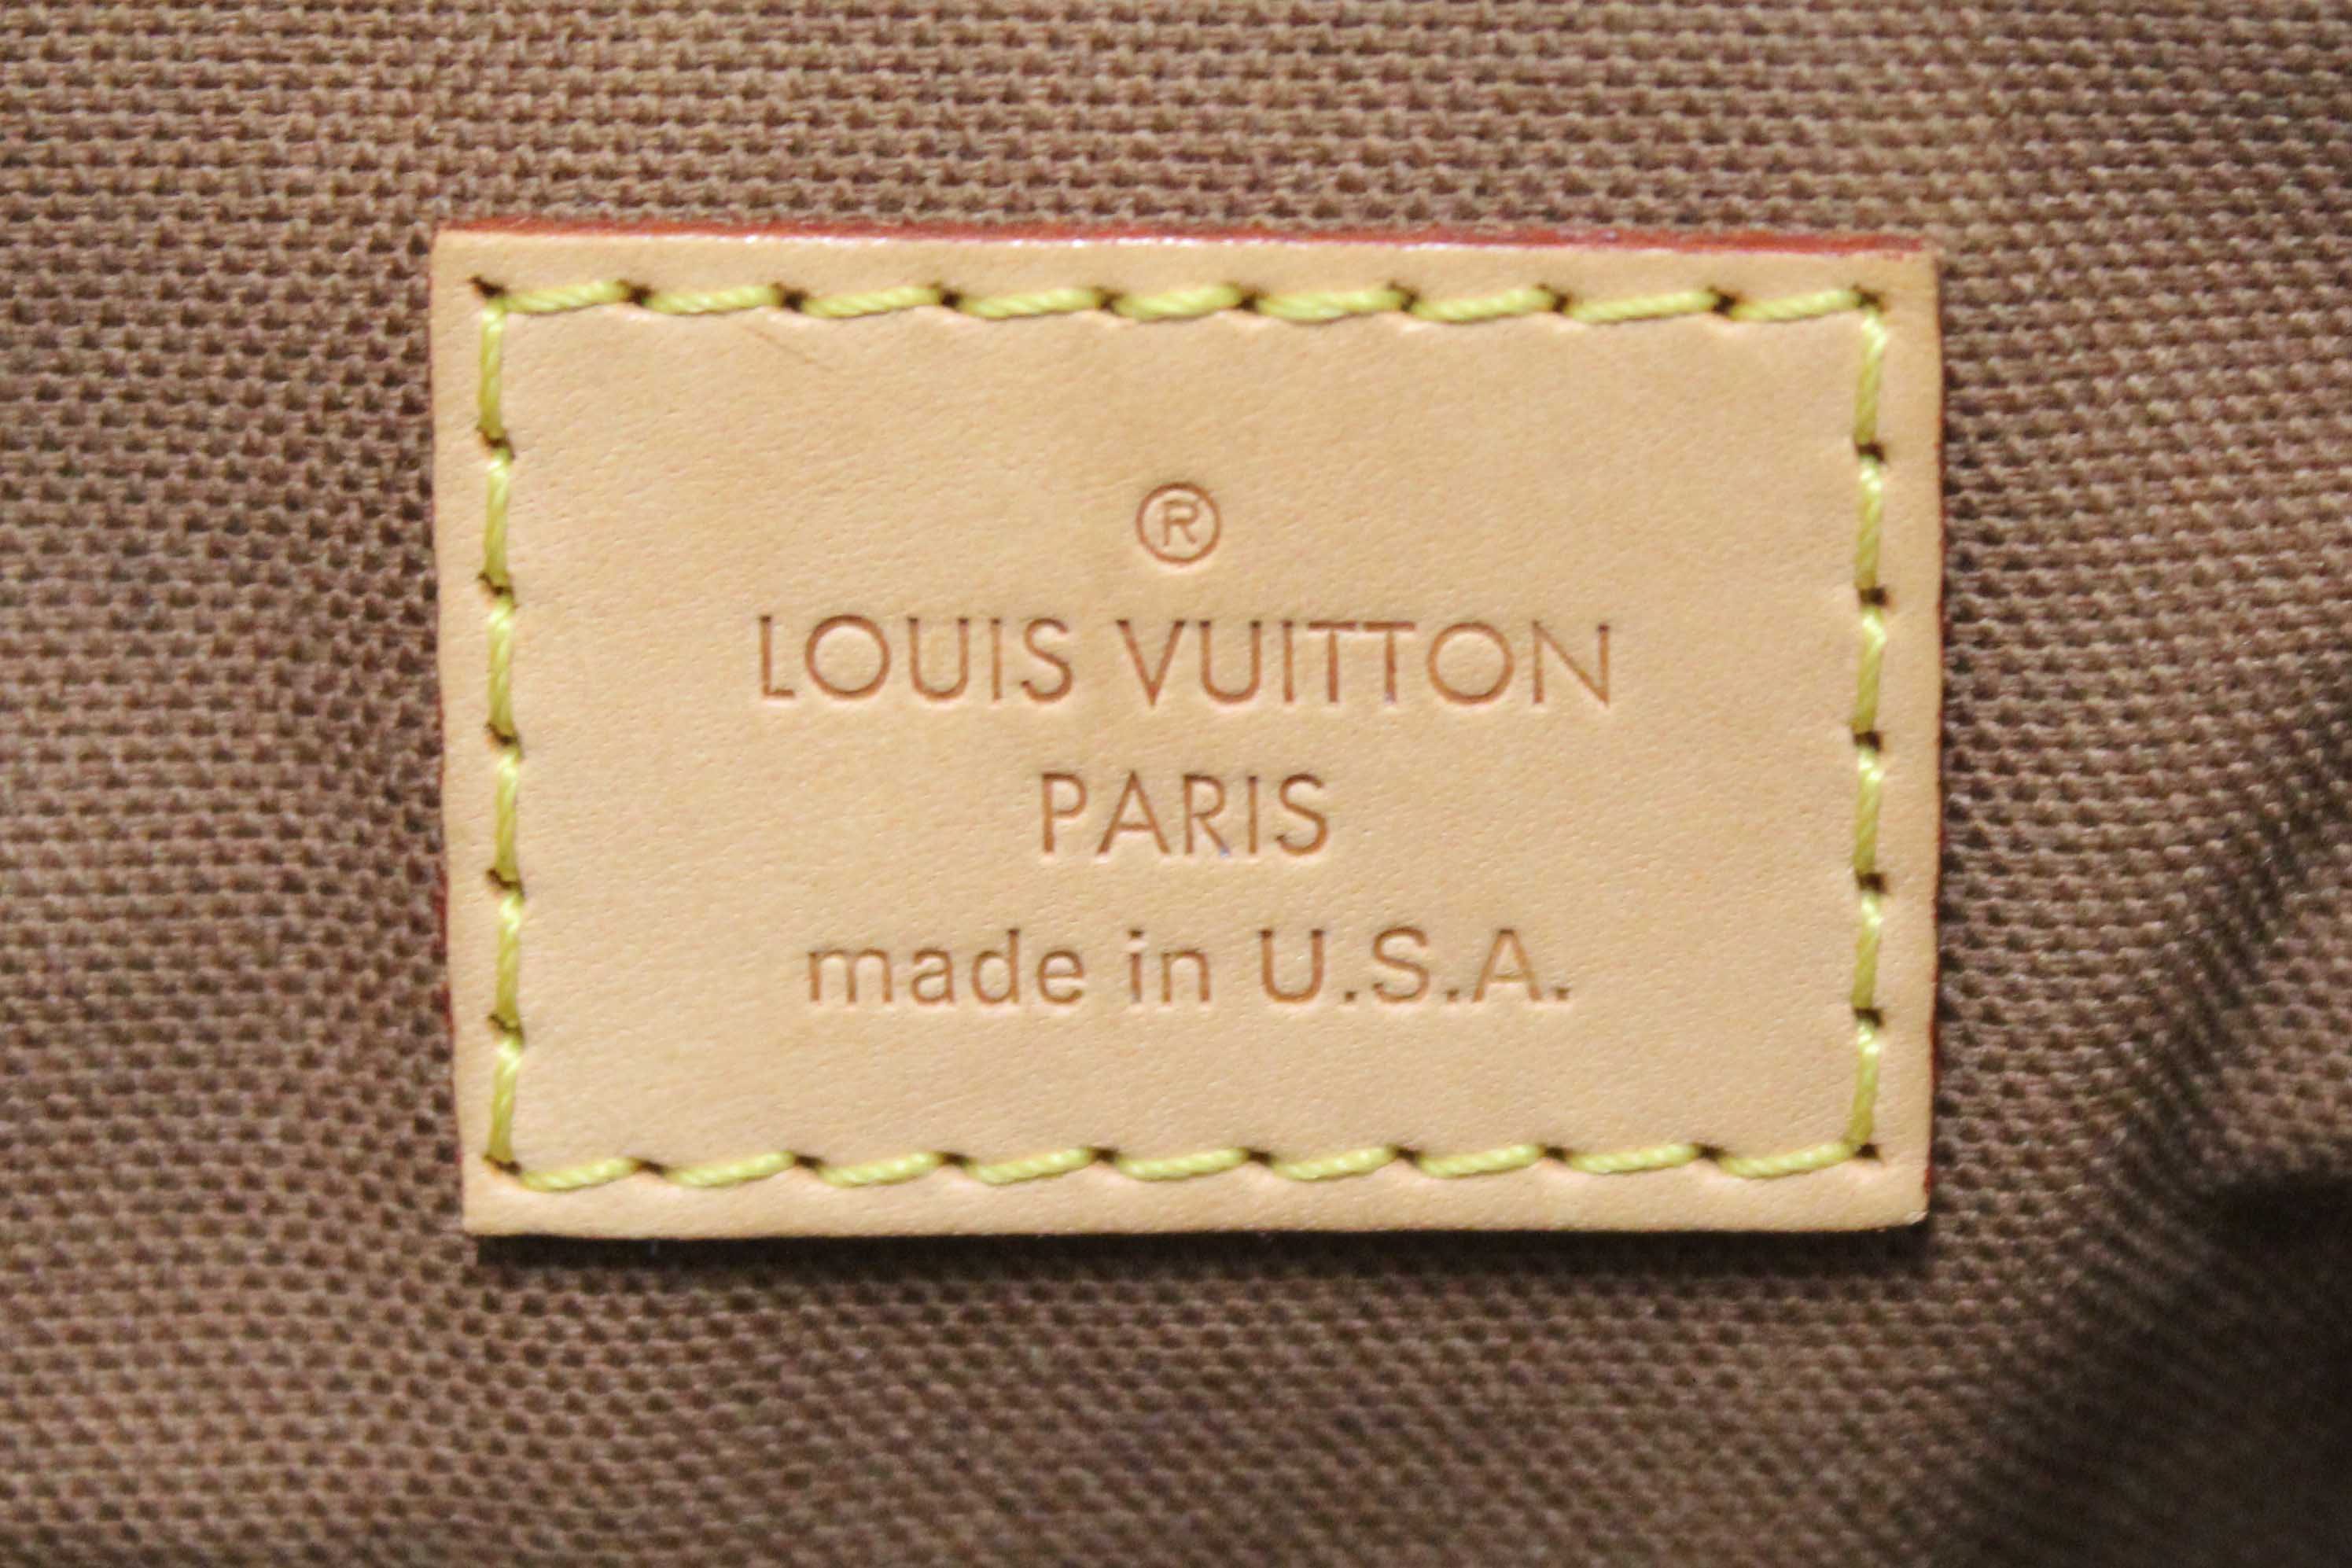 ®
LOUIS VUITTON
PARIS
made in U.S.A.